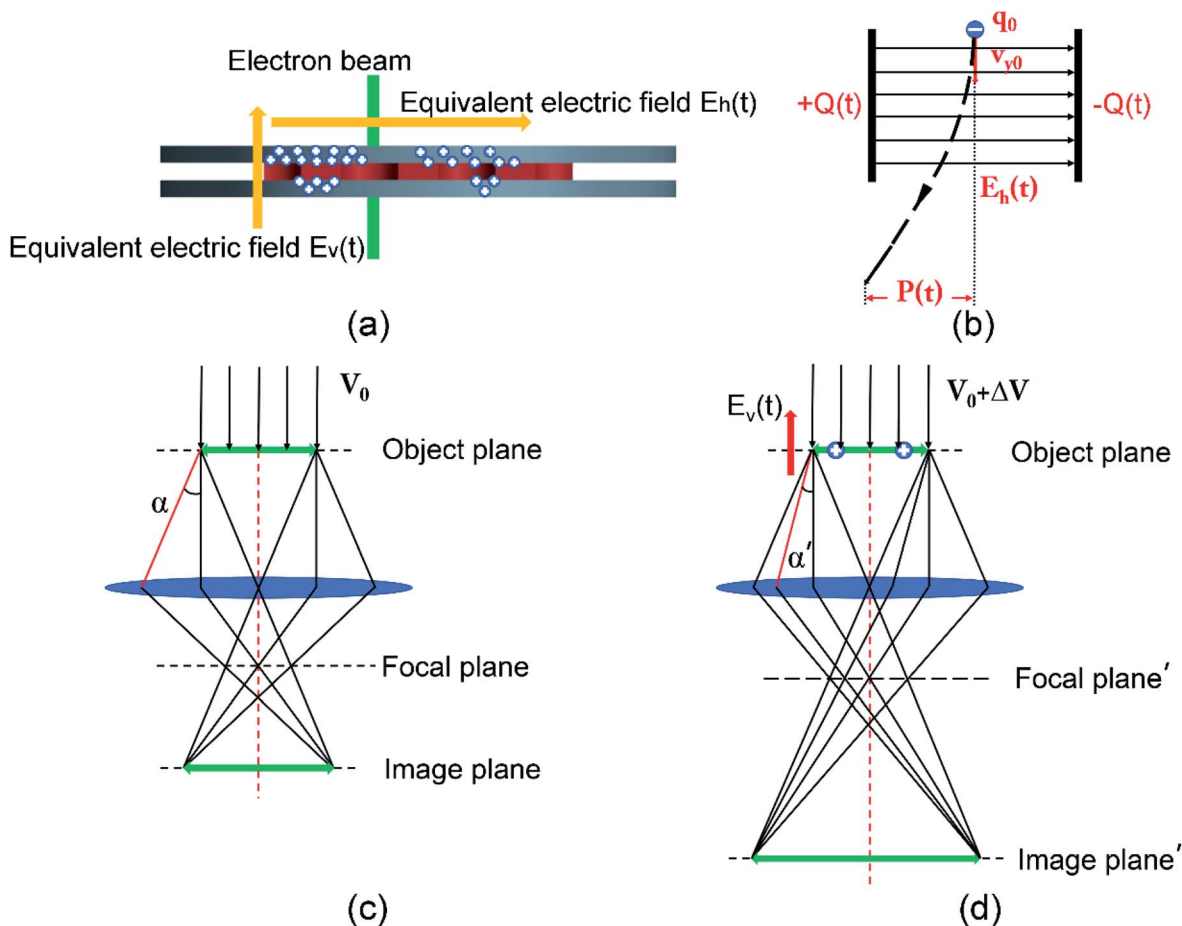 Electron beam
Equivalent electric field Eh(t)
Equivalent electric field Ev(t)
(a)
q0
vy0
+Q(t)
-Q(t)
Eh(t)
P(t)
(b)
V0
Object plane
α
Focal plane
Image plane
(c)
Ev(t)
V0+ΔV
Object plane
α′
Focal plane′
Image plane′
(d)